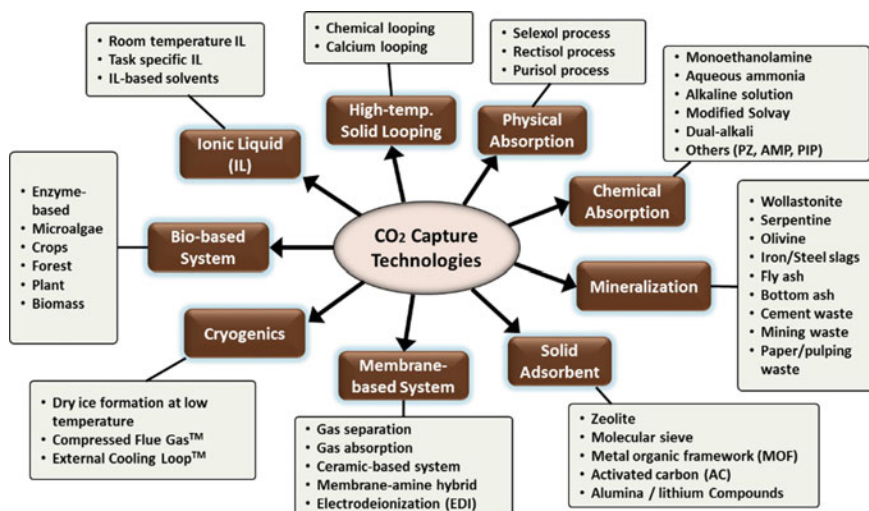 • Room temperature IL
• Task specific IL
• IL-based solvents
• Chemical looping
• Calcium looping
• Selexol process
• Rectisol process
• Purisol process
• Monoethanolamine
• Aqueous ammonia
• Alkaline solution
• Modified Solvay
• Dual-alkali
• Others (PZ, AMP, PIP)
Ionic Liquid
(IL)
High-temp.
Solid Looping
Physical
Absorption
Chemical
Absorption
• Enzyme-
based
• Microalgae
• Crops
• Forest
• Plant
• Biomass
Bio-based
System
CO2 Capture
Technologies
Mineralization
• Wollastonite
• Serpentine
• Olivine
• Iron/Steel slags
• Fly ash
• Bottom ash
• Cement waste
• Mining waste
• Paper/pulping
waste
Cryogenics
Membrane-
based System
Solid
Adsorbent
• Dry ice formation at low
temperature
• Compressed Flue Gas™
• External Cooling Loop™
• Gas separation
• Gas absorption
• Ceramic-based system
• Membrane-amine hybrid
• Electrodeionization (EDI)
• Zeolite
• Molecular sieve
• Metal organic framework (MOF)
• Activated carbon (AC)
• Alumina / lithium Compounds